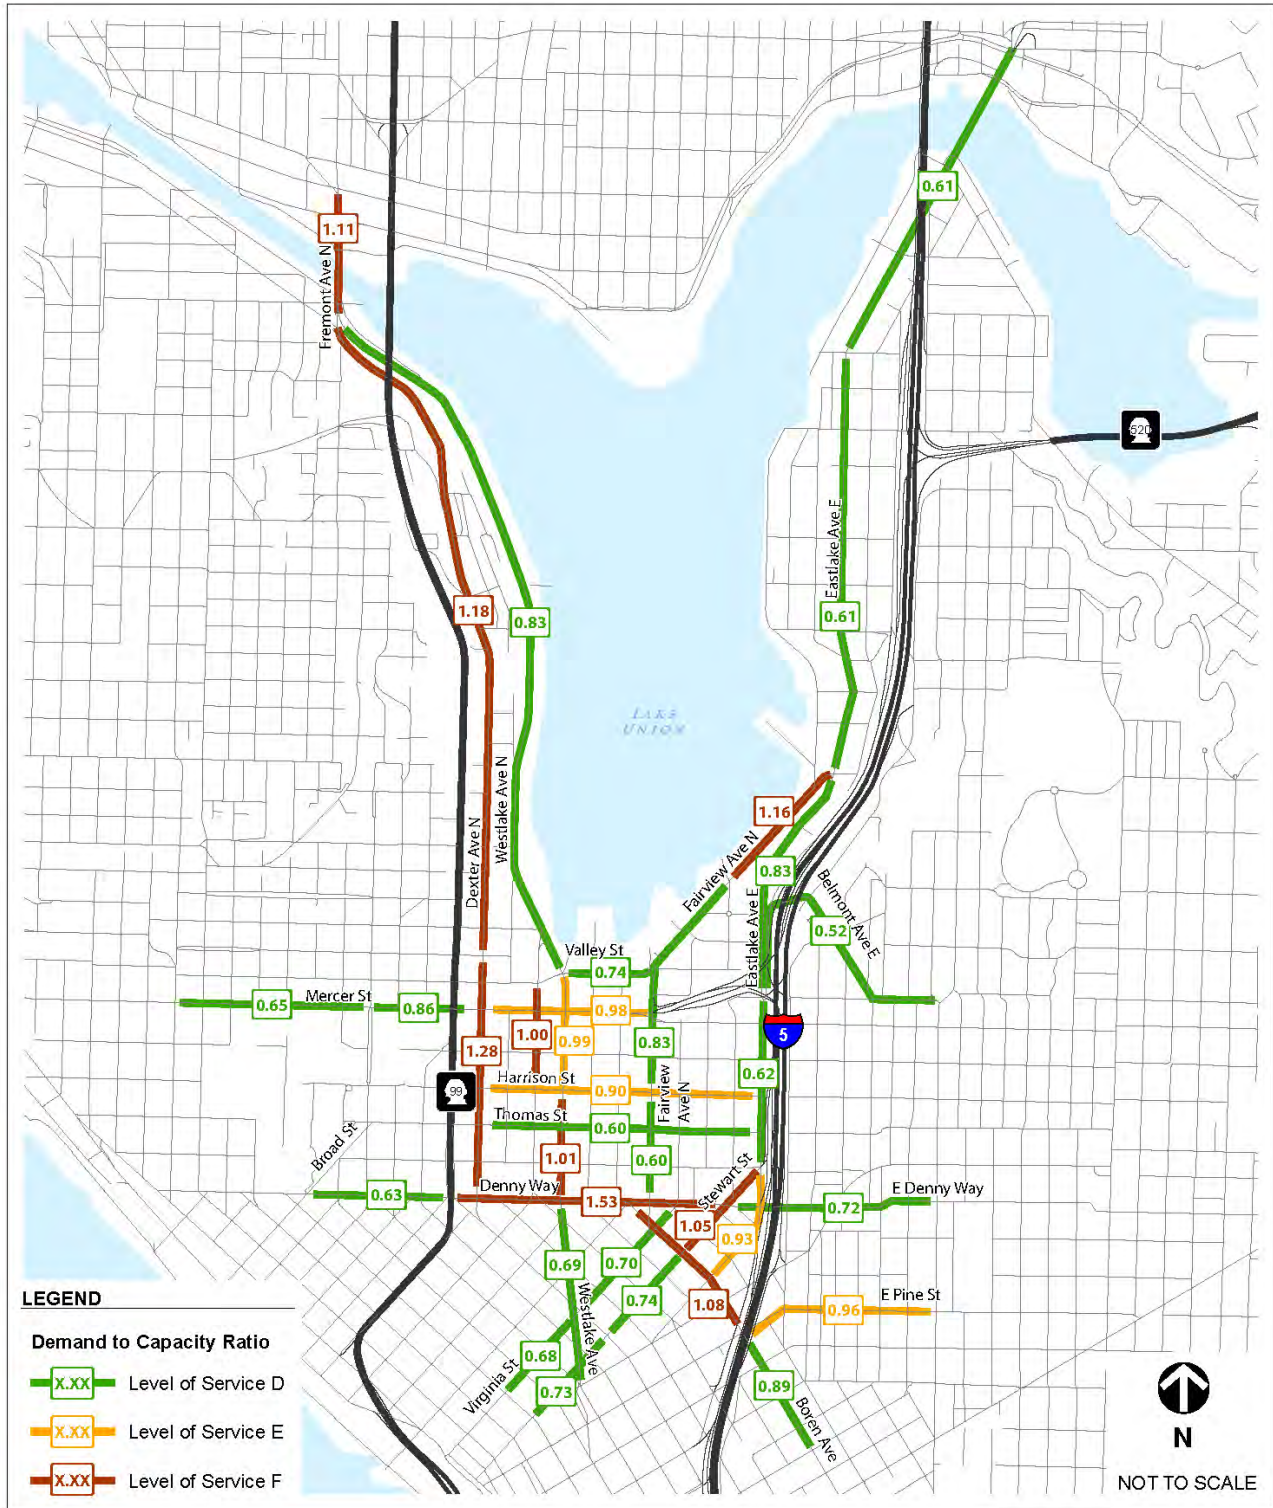 0.61
1.11
Fremont Ave N
520
Eastlake Ave E
1.18
0.83
0.61
LAKE
UNION
Westlake Ave N
Dexter Ave N
1.16
Fairview Ave N
0.83
Belmont Ave E
0.52
Eastlake Ave E
Valley St
0.74
0.65
Mercer St
0.86
0.98
1.00
0.99
0.83
5
1.28
Harrison St
0.90
0.62
99
Fairview
Ave N
Thomas St
0.60
Broad St
1.01
0.60
Stewart St
Denny Way
0.63
1.53
E Denny Way
0.72
1.05
0.93
0.69
0.70
0.74
1.08
E Pine St
0.96
Westlake Ave
0.68
Virginia St
0.73
0.89
Boren Ave
LEGEND
Demand to Capacity Ratio
X.XX Level of Service D
X.XX Level of Service E
X.XX Level of Service F
N
NOT TO SCALE